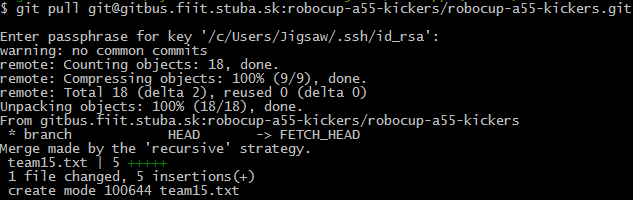 $ git pull git@gitbus.fiit.stuba.sk:robocup-a55-kickers/robocup-a55-kickers.git
Enter passphrase for key '/c/Users/Jigsaw/.ssh/id_rsa':
warning: no common commits
remote: Counting objects: 18, done.
remote: Compressing objects: 100% (9/9), done.
remote: Total 18 (delta 2), reused 0 (delta 0)
Unpacking objects: 100% (18/18), done.
From gitbus.fiit.stuba.sk:robocup-a55-kickers/robocup-a55-kickers
 * branch            HEAD       -> FETCH_HEAD
Merge made by the 'recursive' strategy.
 team15.txt | 5 +++++
 1 file changed, 5 insertions(+)
 create mode 100644 team15.txt